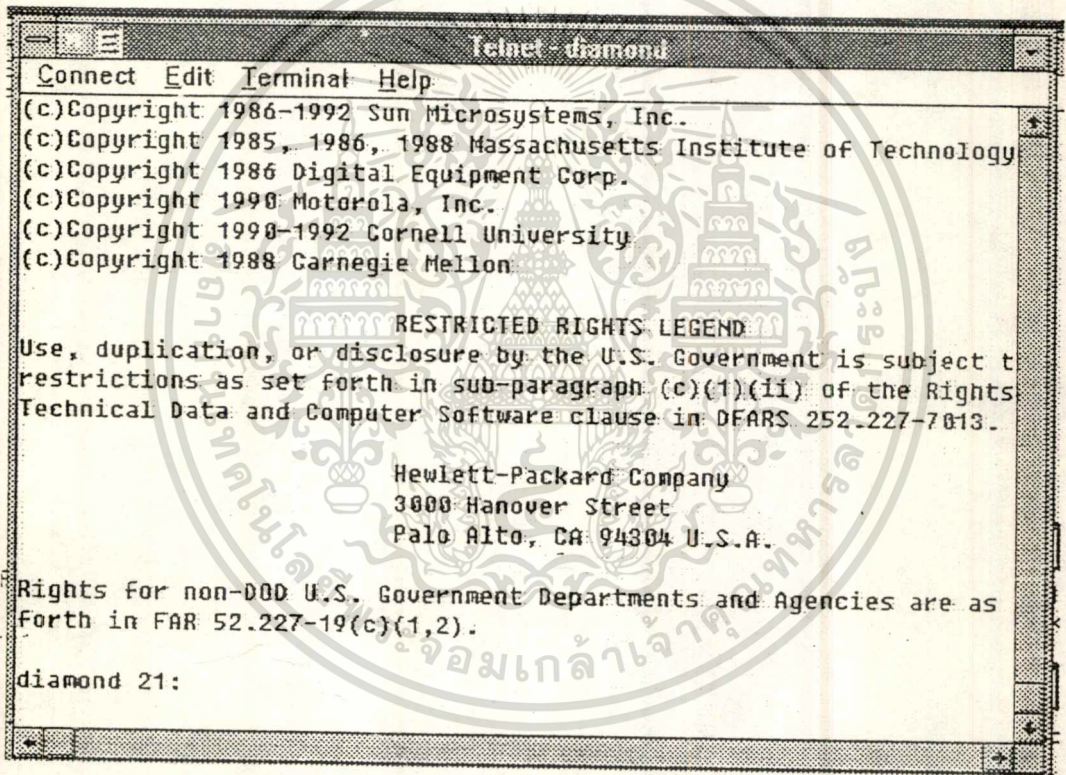 Telnet - diamond
Connect Edit Terminal Help
(c)Copyright 1986-1992 Sun Microsystems, Inc.
(c)Copyright 1985, 1986, 1988 Massachusetts Institute of Technology
(c)Copyright 1986 Digital Equipment Corp.
(c)Copyright 1990 Motorola, Inc.
(c)Copyright 1990-1992 Cornell University
(c)Copyright 1988 Carnegie Mellon
RESTRICTED RIGHTS LEGEND
Use, duplication, or disclosure by the U.S. Government is subject t
restrictions as set forth in sub-paragraph (c)(1)(ii) of the Rights
Technical Data and Computer Software clause in DFARS 252.227-7013.
Hewlett-Packard Company
3000 Hanover Street
Palo Alto, CA 94304 U.S.A.
Rights for non-DOD U.S. Government Departments and Agencies are as
forth in FAR 52.227-19(c)(1,2).
diamond 21: